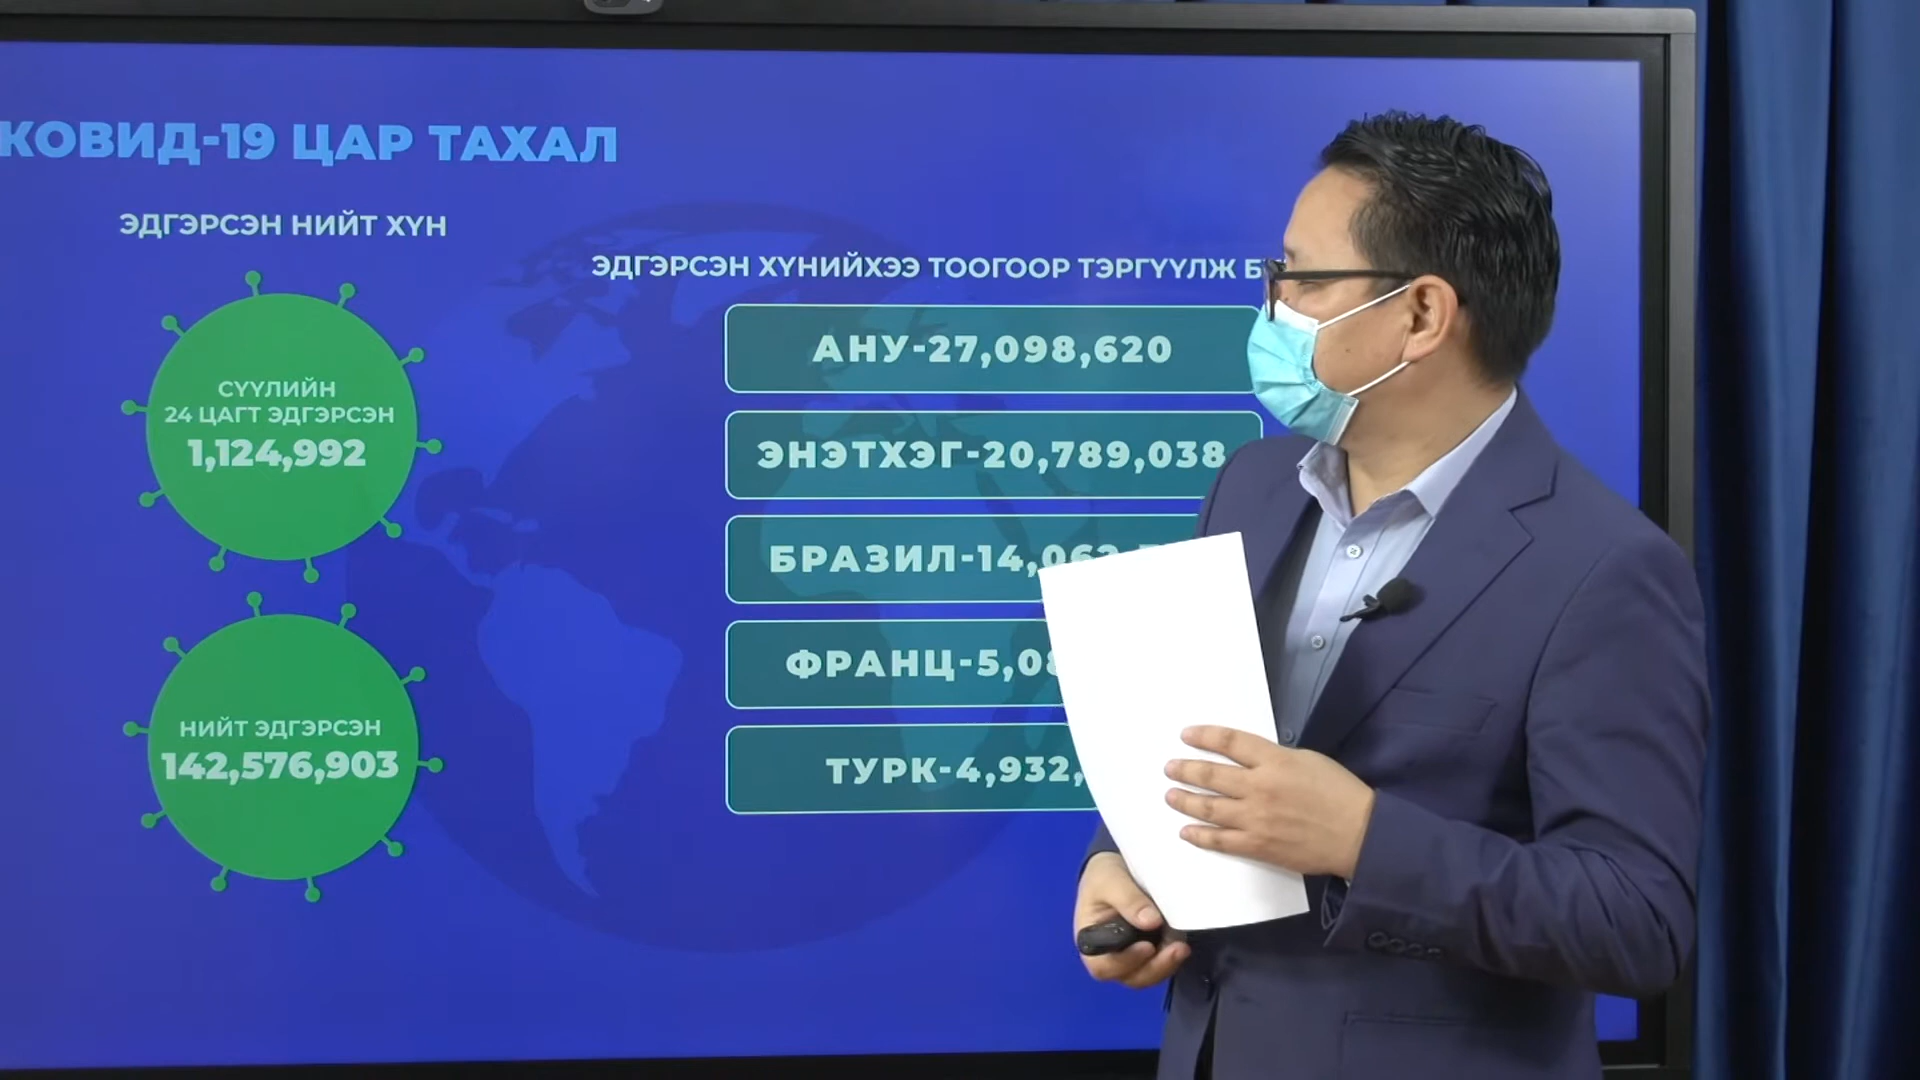 КОВИД-19 ЦАР ТАХАЛ
ЭДГЭРСЭН НИЙТ ХҮН
СҮҮЛИЙН
24 ЦАГТ ЭДГЭРСЭН
1,124,992
НИЙТ ЭДГЭРСЭН
142,576,903
ЭДГЭРСЭН ХҮНИЙХЭЭ ТООГООР ТЭРГҮҮЛЖ
АНУ-27,098,620
ЭНЭТХЭГ-20,789,038
БРАЗИЛ-14,06
ФРАНЦ-5,0
ТУРК-4,932,